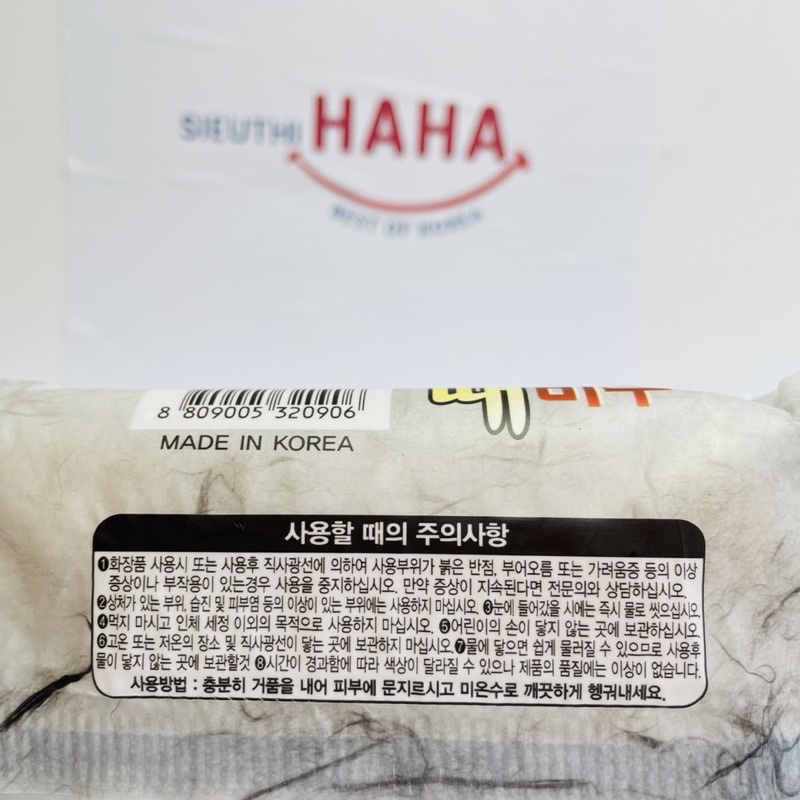 SIEUTHI HAHA
BEST OF KOREA
8 809005 320906
때비누
MADE IN KOREA
사용할 때의 주의사항
❶화장품 사용시 또는 사용후 직사광선에 의하여 사용부위가 붉은 반점, 부어오름 또는 가려움증 등의 이상
증상이나 부작용이 있는경우 사용을 중지하십시오. 만약 증상이 지속된다면 전문의와 상담하십시오.
❷상처가 있는 부위, 습진 및 피부염 등의 이상이 있는 부위에는 사용하지 마십시오. ❸눈에 들어갔을 시에는 즉시 물로 씻으십시오.
❹먹지 마시고 인체 세정 이외의 목적으로 사용하지 마십시오. ❺어린이의 손이 닿지 않는 곳에 보관하십시오.
❻고온 또는 저온의 장소 및 직사광선이 닿는 곳에 보관하지 마십시오.❼물에 닿으면 쉽게 물러질 수 있으므로 사용후
물이 닿지 않는 곳에 보관할것 ❽시간이 경과함에 따라 색상이 달라질 수 있으나 제품의 품질에는 이상이 없습니다.
사용방법 : 충분히 거품을 내어 피부에 문지르시고 미온수로 깨끗하게 헹궈내세요.